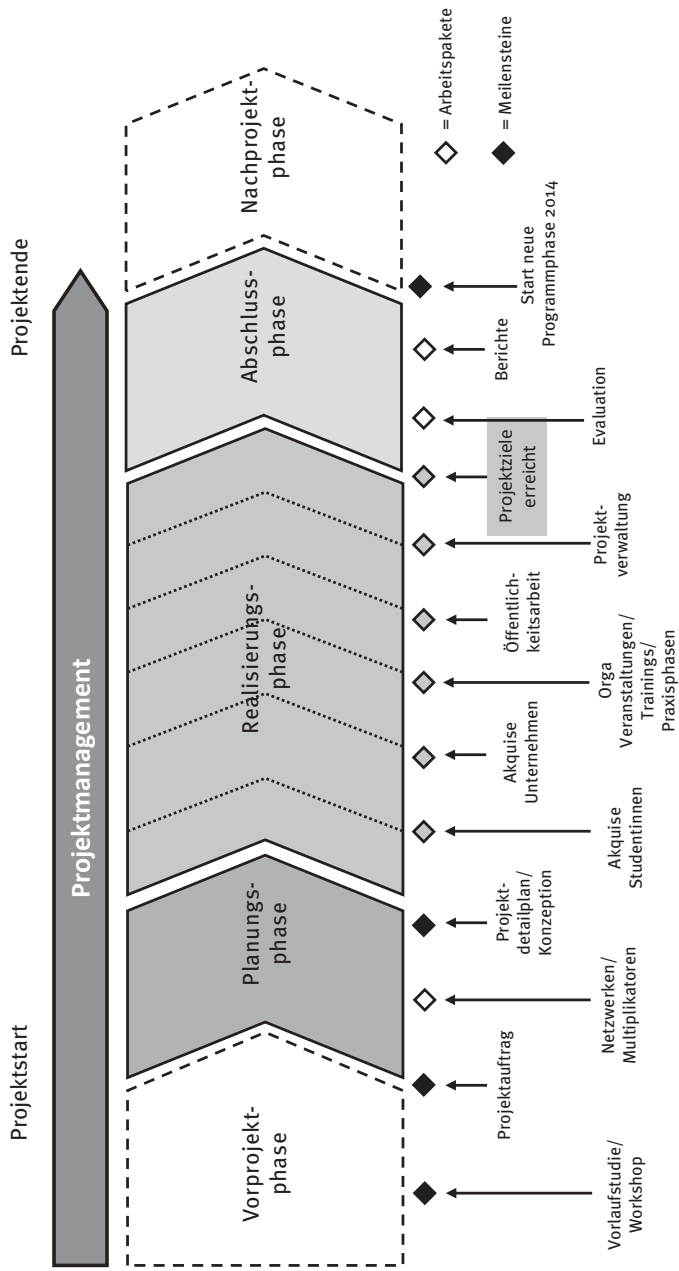 Projektstart
Projektende
Projektmanagement
Vorprojekt-
phase
Planungs-
phase
Realisierungs-
phase
Abschluss-
phase
Nachprojekt-
phase
Vorlaufstudie/
Workshop
Projektauftrag
Netzwerken/
Multiplikatoren
Projekt-
detailplan/
Konzeption
Akquise
Studentinnen
Akquise
Unternehmen
Orga
Veranstaltungen/
Trainings/
Praxisphasen
Öffentlich-
keitsarbeit
Projekt-
verwaltung
Projektziele
erreicht
Evaluation
Berichte
Start neue
Programmphase 2014
= Arbeitspakete
= Meilensteine